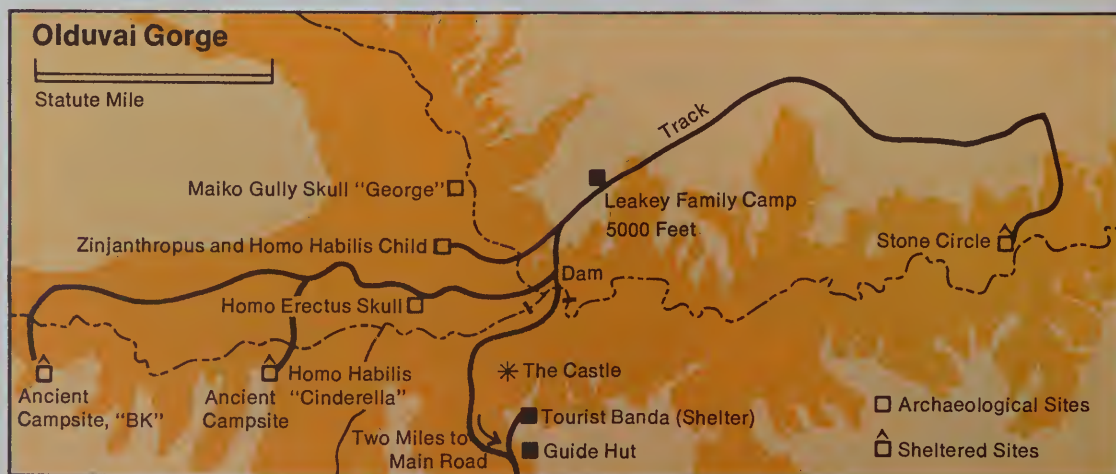 Olduvai Gorge
Statute Mile
Track
Maiko Gully Skull "George"
Leakey Family Camp
5000 Feet
Zinjanthropus and Homo Habilis Child
Stone Circle
Dam
Homo Erectus Skull
Ancient
Campsite, "BK"
Ancient
Campsite
Homo Habilis
"Cinderella"
The Castle
Tourist Banda (Shelter)
Two Miles to
Main Road
Guide Hut
Archaeological Sites
Sheltered Sites